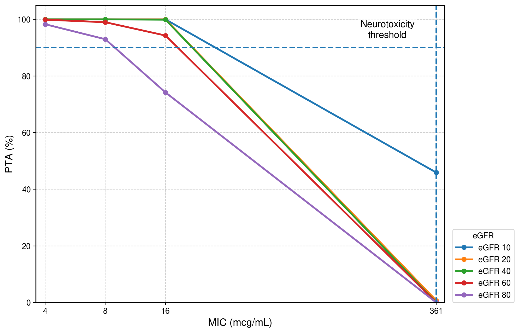 Neurotoxicity
threshold
PTA (%)
100
80
60
40
20
0
4
8
16
361
MIC (mcg/mL)
eGFR
eGFR 10
eGFR 20
eGFR 40
eGFR 60
eGFR 80